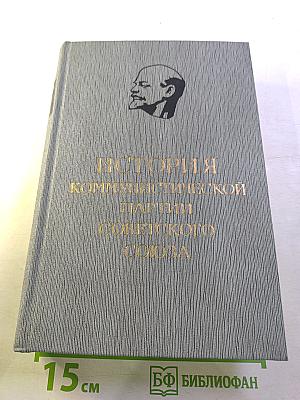 ИСТОРИЯ
КОММУНИСТИЧЕСКОЙ
ПАРТИИ
СОВЕТСКОГО
СОЮЗА
15 см
БФ БИБЛИОФАН